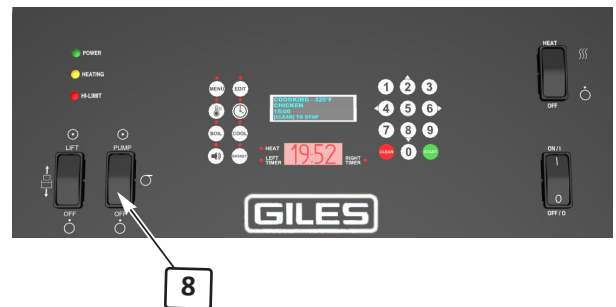 POWER
HEATING
HI-LIMIT
LIFT
OFF
PUMP
OFF
MENU
EDIT
BOIL
COOL
BASKET
COOOKING - 325°F
CHICKEN
15:00
[CLEAR] TO STOP
HEAT
LEFT TIMER
19:52
RIGHT TIMER
1 2 3
4 5 6
7 8 9
CLEAR 0 START
GILES
HEAT
OFF
ON / I
I
O
OFF / O
8